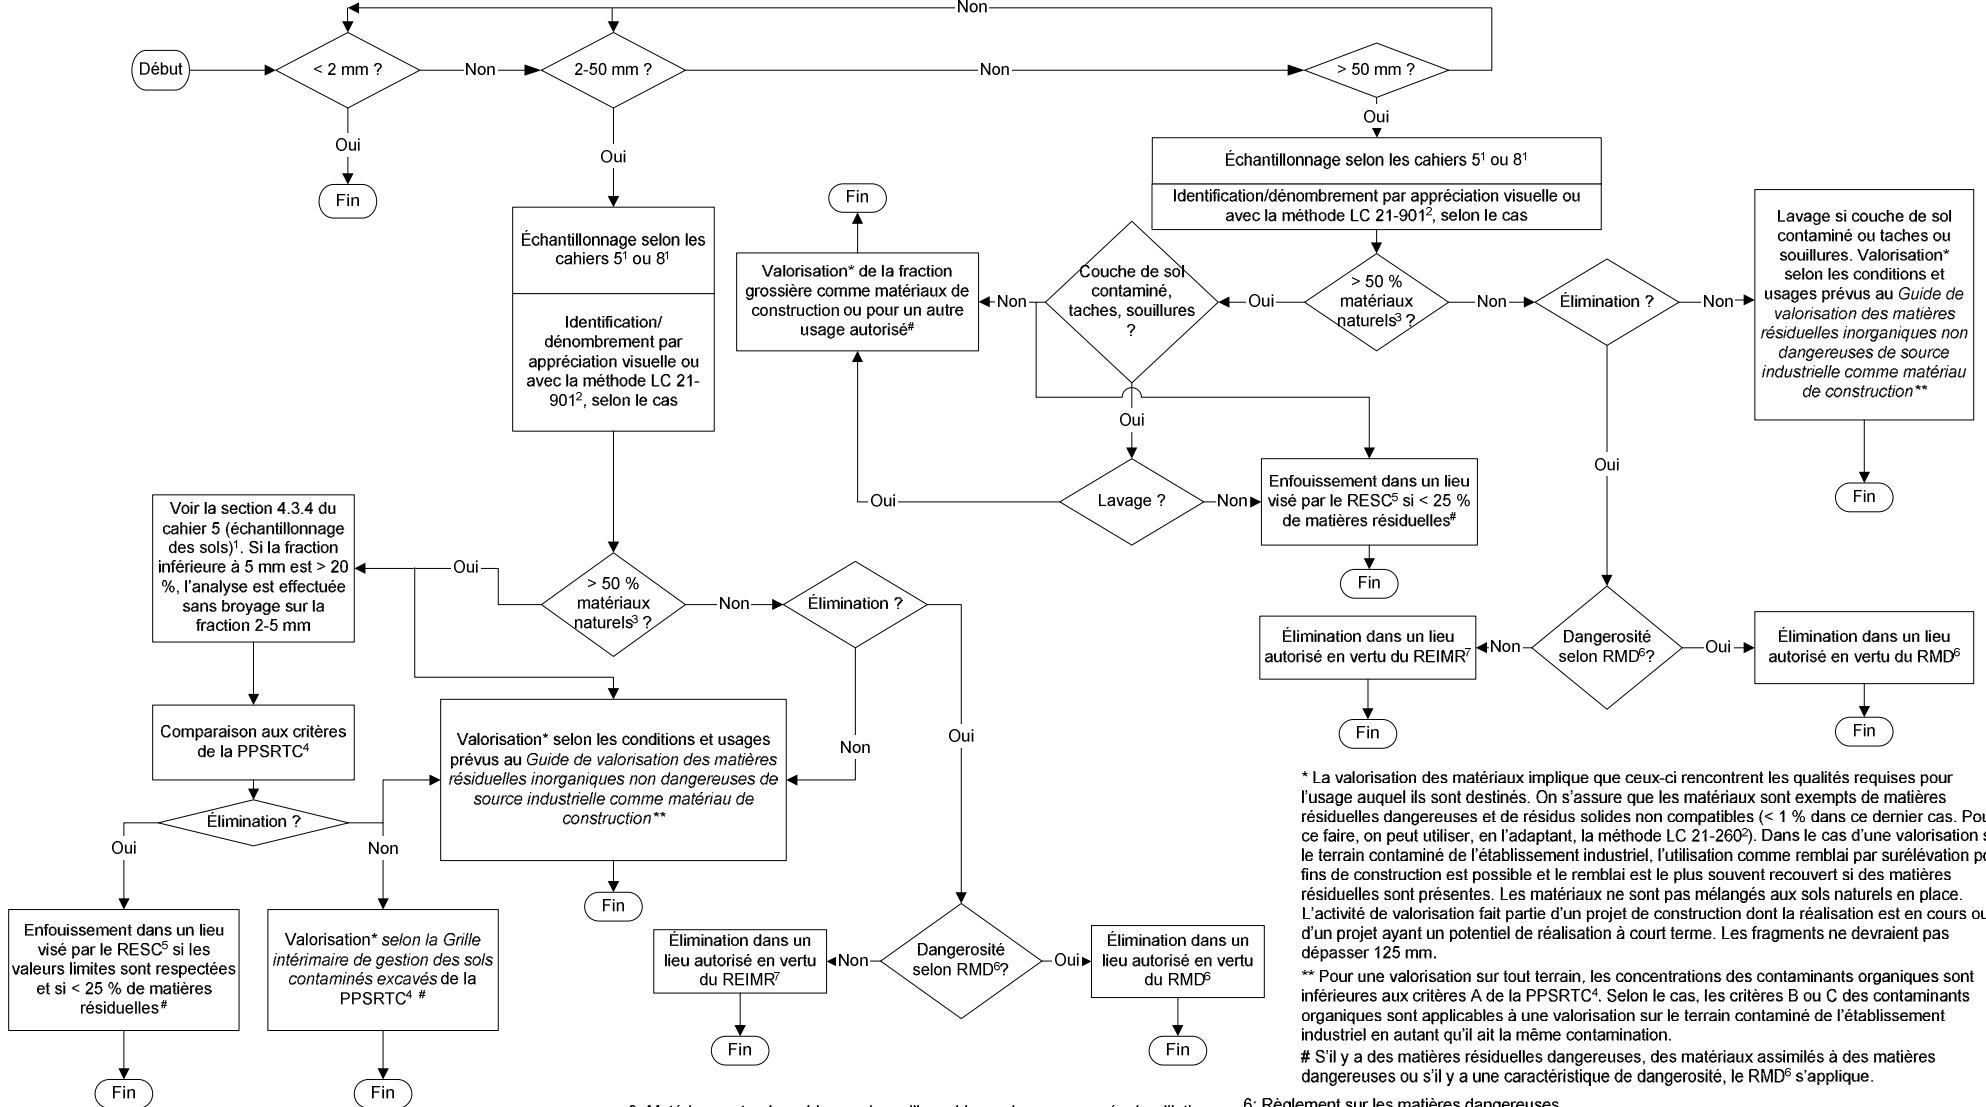 Non
Début
< 2 mm ?
Non
2-50 mm ?
Non
> 50 mm ?
Oui
Fin
Oui
Échantillonnage selon les
cahiers 5¹ ou 8¹
Identification/
dénombrement par
appréciation visuelle ou
avec la méthode LC 21-
901², selon le cas
Oui
Échantillonnage selon les cahiers 5¹ ou 8¹
Identification/dénombrement par appréciation visuelle ou
avec la méthode LC 21-901², selon le cas
Fin
Valorisation* de la fraction
grossière comme matériaux de
construction ou pour un autre
usage autorisé#
Non
Couche de sol
contaminé,
taches, souillures
?
Oui
> 50 %
matériaux
naturels³ ?
Non
Élimination ?
Non
Lavage si couche de sol
contaminé ou taches ou
souillures. Valorisation*
selon les conditions et
usages prévus au Guide de
valorisation des matières
résiduelles inorganiques non
dangereuses de source
industrielle comme matériau
de construction**
Fin
Oui
Oui
Lavage ?
Non
Enfouissement dans un lieu
visé par le RESC⁵ si < 25 %
de matières résiduelles#
Fin
Oui
Voir la section 4.3.4 du
cahier 5 (échantillonnage
des sols)¹. Si la fraction
inférieure à 5 mm est > 20
%, l’analyse est effectuée
sans broyage sur la
fraction 2-5 mm
Oui
> 50 %
matériaux
naturels³ ?
Non
Élimination ?
Élimination dans un lieu
autorisé en vertu du REIMR⁷
Non
Dangerosité
selon RMD⁶?
Oui
Élimination dans un lieu
autorisé en vertu du RMD⁶
Fin
Fin
Comparaison aux critères
de la PPSRTC⁴
Valorisation* selon les conditions et usages
prévus au Guide de valorisation des matières
résiduelles inorganiques non dangereuses de
source industrielle comme matériau de
construction**
Non
Oui
Élimination ?
Oui
Non
Fin
Enfouissement dans un lieu
visé par le RESC⁵ si les
valeurs limites sont respectées
et si < 25 % de matières
résiduelles#
Fin
Valorisation* selon la Grille
intérimaire de gestion des sols
contaminés excavés de la
PPSRTC⁴ #
Fin
Élimination dans un
lieu autorisé en vertu
du REIMR⁷
Non
Dangerosité
selon RMD⁶?
Oui
Élimination dans un
lieu autorisé en vertu
du RMD⁶
Fin
Fin
* La valorisation des matériaux implique que ceux-ci rencontrent les qualités requises pour
l’usage auquel ils sont destinés. On s’assure que les matériaux sont exempts de matières
résiduelles dangereuses et de résidus solides non compatibles (< 1 % dans ce dernier cas. Pou
ce faire, on peut utiliser, en l’adaptant, la méthode LC 21-260²). Dans le cas d’une valorisation s
le terrain contaminé de l’établissement industriel, l’utilisation comme remblai par surélévation po
fins de construction est possible et le remblai est le plus souvent recouvert si des matières
résiduelles sont présentes. Les matériaux ne sont pas mélangés aux sols naturels en place.
L’activité de valorisation fait partie d’un projet de construction dont la réalisation est en cours ou
d’un projet ayant un potentiel de réalisation à court terme. Les fragments ne devraient pas
dépasser 125 mm.
** Pour une valorisation sur tout terrain, les concentrations des contaminants organiques sont
inférieures aux critères A de la PPSRTC⁴. Selon le cas, les critères B ou C des contaminants
organiques sont applicables à une valorisation sur le terrain contaminé de l’établissement
industriel en autant qu’il ait la même contamination.
# S’il y a des matières résiduelles dangereuses, des matériaux assimilés à des matières
dangereuses ou s’il y a une caractéristique de dangerosité, le RMD⁶ s’applique.
6: Règlement sur les matières dangereuses